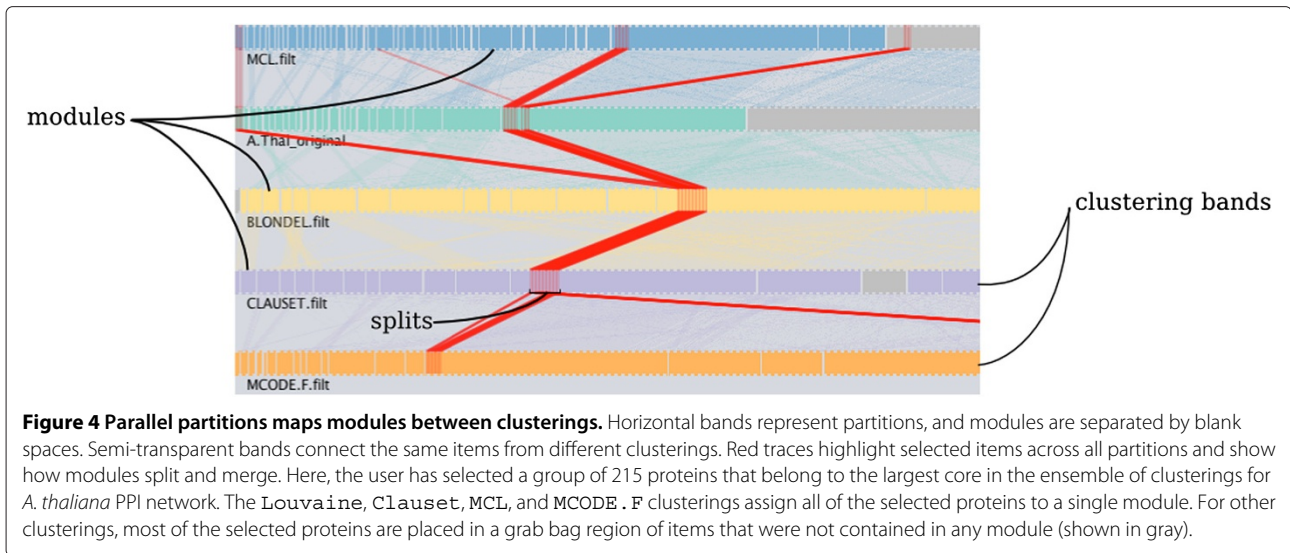 MCL.filt
modules
A.Thal_original
BLONDEL.filt
clustering bands
CLAUSET.filt
splits
MCODE.F.filt
Figure 4 Parallel partitions maps modules between clusterings. Horizontal bands represent partitions, and modules are separated by blank
spaces. Semi-transparent bands connect the same items from different clusterings. Red traces highlight selected items across all partitions and show
how modules split and merge. Here, the user has selected a group of 215 proteins that belong to the largest core in the ensemble of clusterings for
A. thaliana PPI network. The Louvaine, Clauset, MCL, and MCODE.F clusterings assign all of the selected proteins to a single module. For other
clusterings, most of the selected proteins are placed in a grab bag region of items that were not contained in any module (shown in gray).